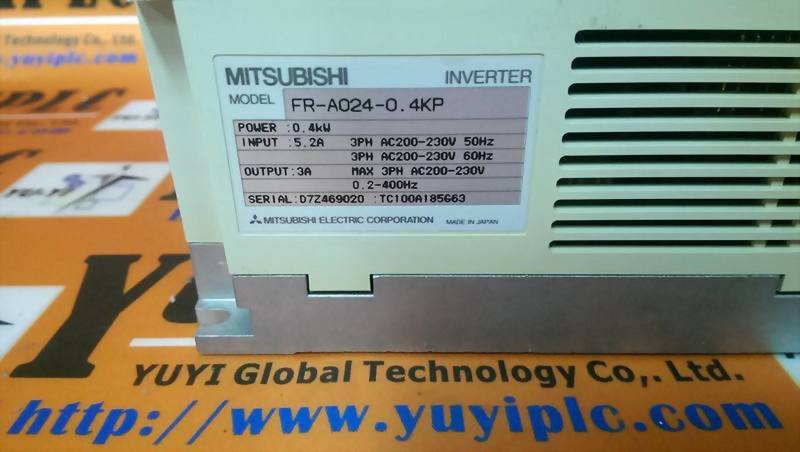 MITSUBISHI INVERTER
MODEL FR-A024-0.4KP
POWER :0.4kW
INPUT :5.2A 3PH AC200-230V 50Hz
3PH AC200-230V 60Hz
OUTPUT:3A MAX 3PH AC200-230V
0.2-400Hz
SERIAL:D7Z469020 :TC100A185G63
MITSUBISHI ELECTRIC CORPORATION MADE IN JAPAN
YUYI Global Technology Co,. Ltd.
http://www.yuyiplc.com
Technology Co,. Ltd.
www.yuyiplc.com